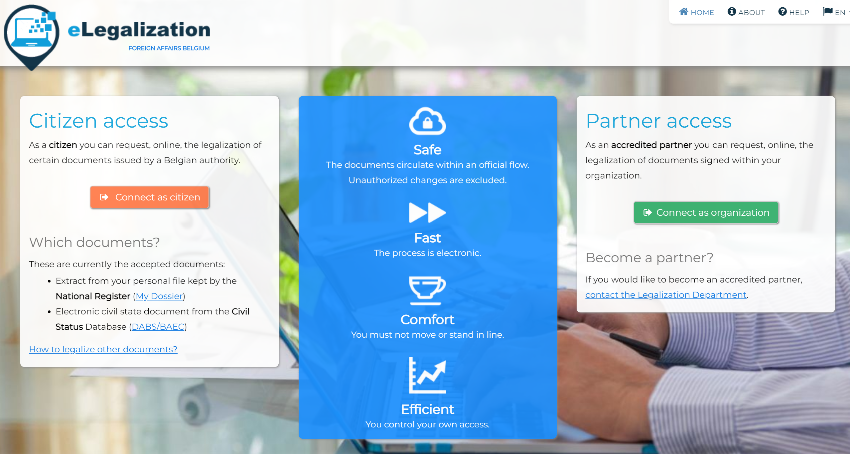 eLegalization
FOREIGN AFFAIRS BELGIUM
HOME
ABOUT
HELP
EN
Citizen access
As a citizen you can request, online, the legalization of
certain documents issued by a Belgian authority.
Connect as citizen
Which documents?
These are currently the accepted documents:
Extract from your personal file kept by the
National Register (My Dossier)
Electronic civil state document from the Civil
Status Database (DABS/BAEC)
How to legalize other documents?
Safe
The documents circulate within an official flow.
Unauthorized changes are excluded.
Fast
The process is electronic.
Comfort
You must not move or stand in line.
Efficient
You control your own access.
Partner access
As an accredited partner you can request, online, the
legalization of documents signed within your
organization.
Connect as organization
Become a partner?
If you would like to become an accredited partner,
contact the Legalization Department.